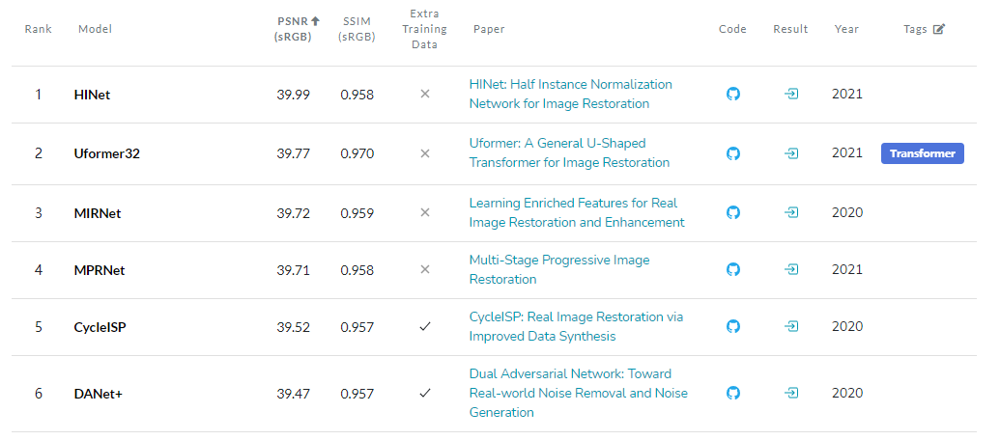 Rank Model PSNR (sRGB) SSIM (sRGB) Extra Training Data Paper Code Result Year Tags
1 HINet 39.99 0.958 HINet: Half Instance Normalization
Network for Image Restoration 2021
2 Uformer32 39.77 0.970 Uformer: A General U-Shaped
Transformer for Image Restoration 2021 Transformer
3 MIRNet 39.72 0.959 Learning Enriched Features for Real
Image Restoration and Enhancement 2020
4 MPRNet 39.71 0.958 Multi-Stage Progressive Image
Restoration 2021
5 CycleISP 39.52 0.957 CycleISP: Real Image Restoration via
Improved Data Synthesis 2020
6 DANet+ 39.47 0.957 Dual Adversarial Network: Toward
Real-world Noise Removal and Noise
Generation 2020